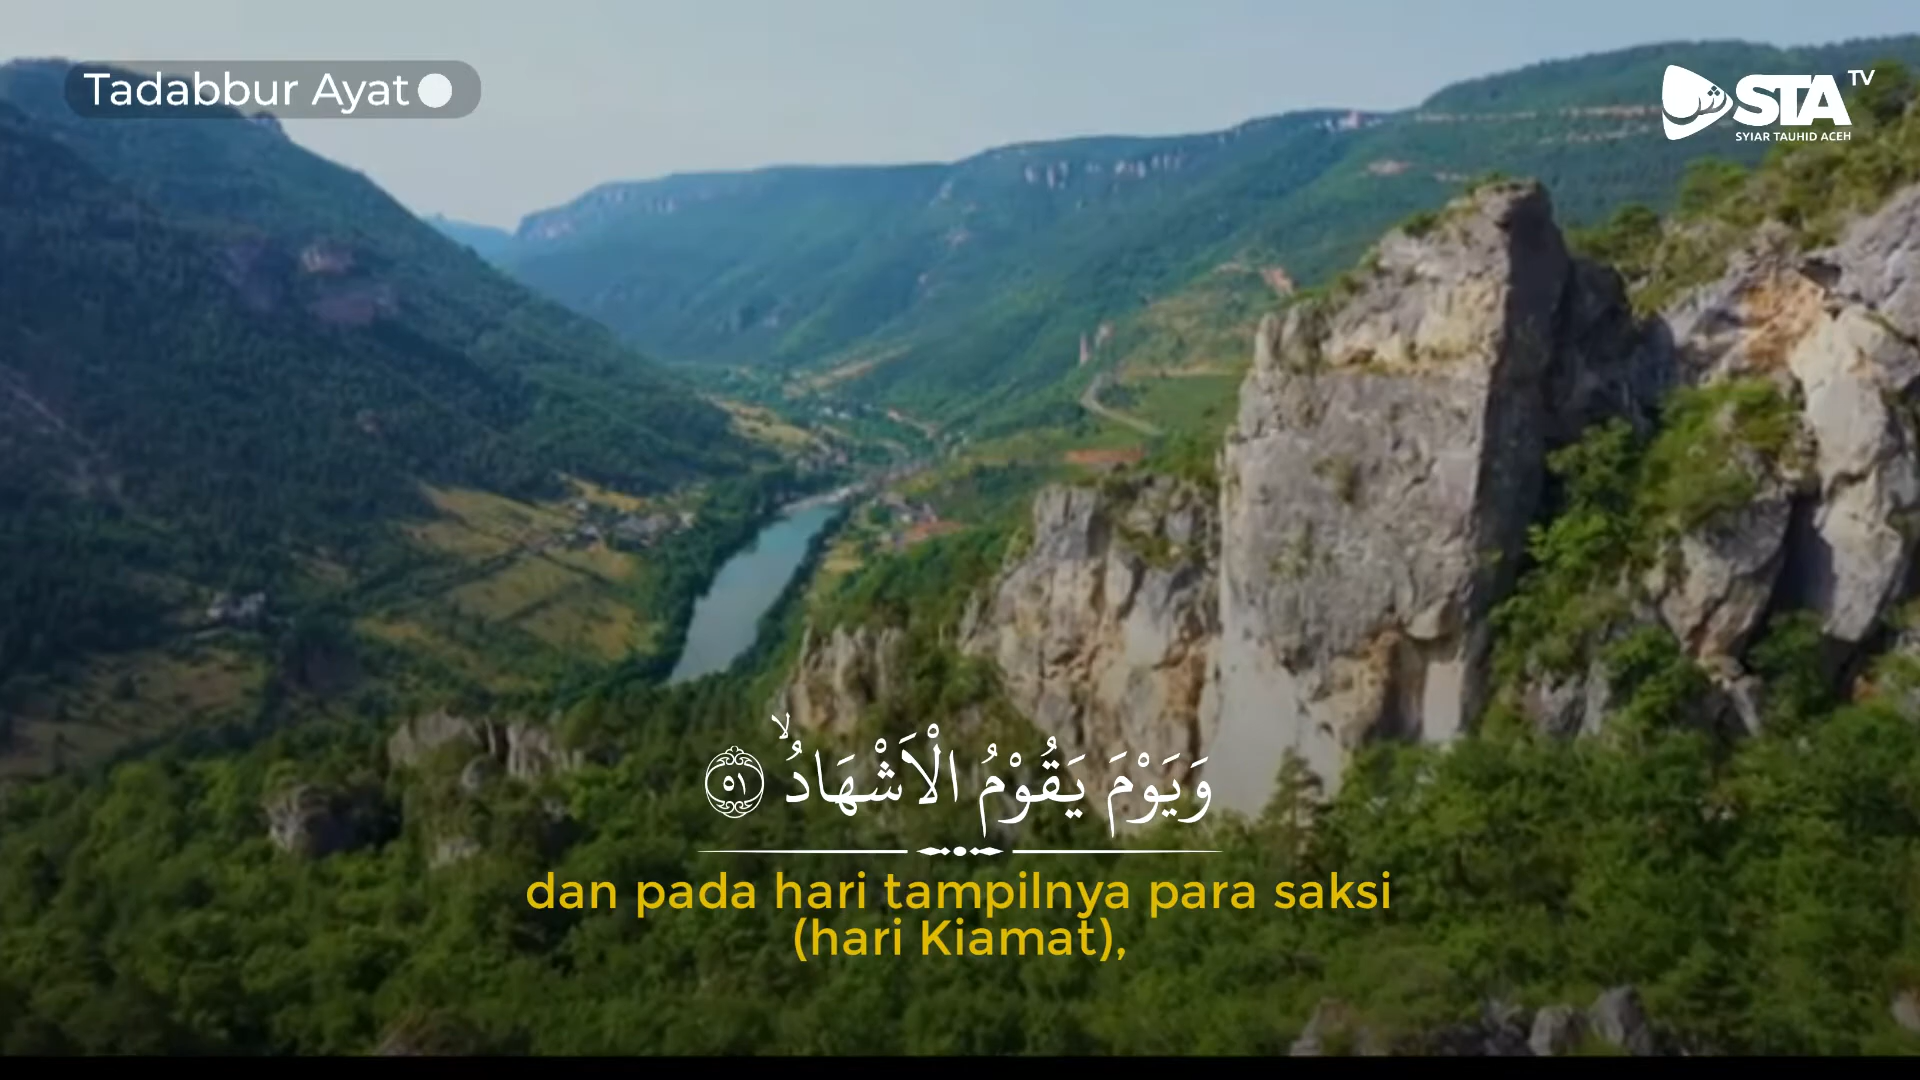 Tadabbur Ayat
STA TV
SYIAR TAUHID ACEH
وَيَوْمَ يَقُوْمُ الْاَشْهَادُۙ ۝٥١
dan pada hari tampilnya para saksi
(hari Kiamat),